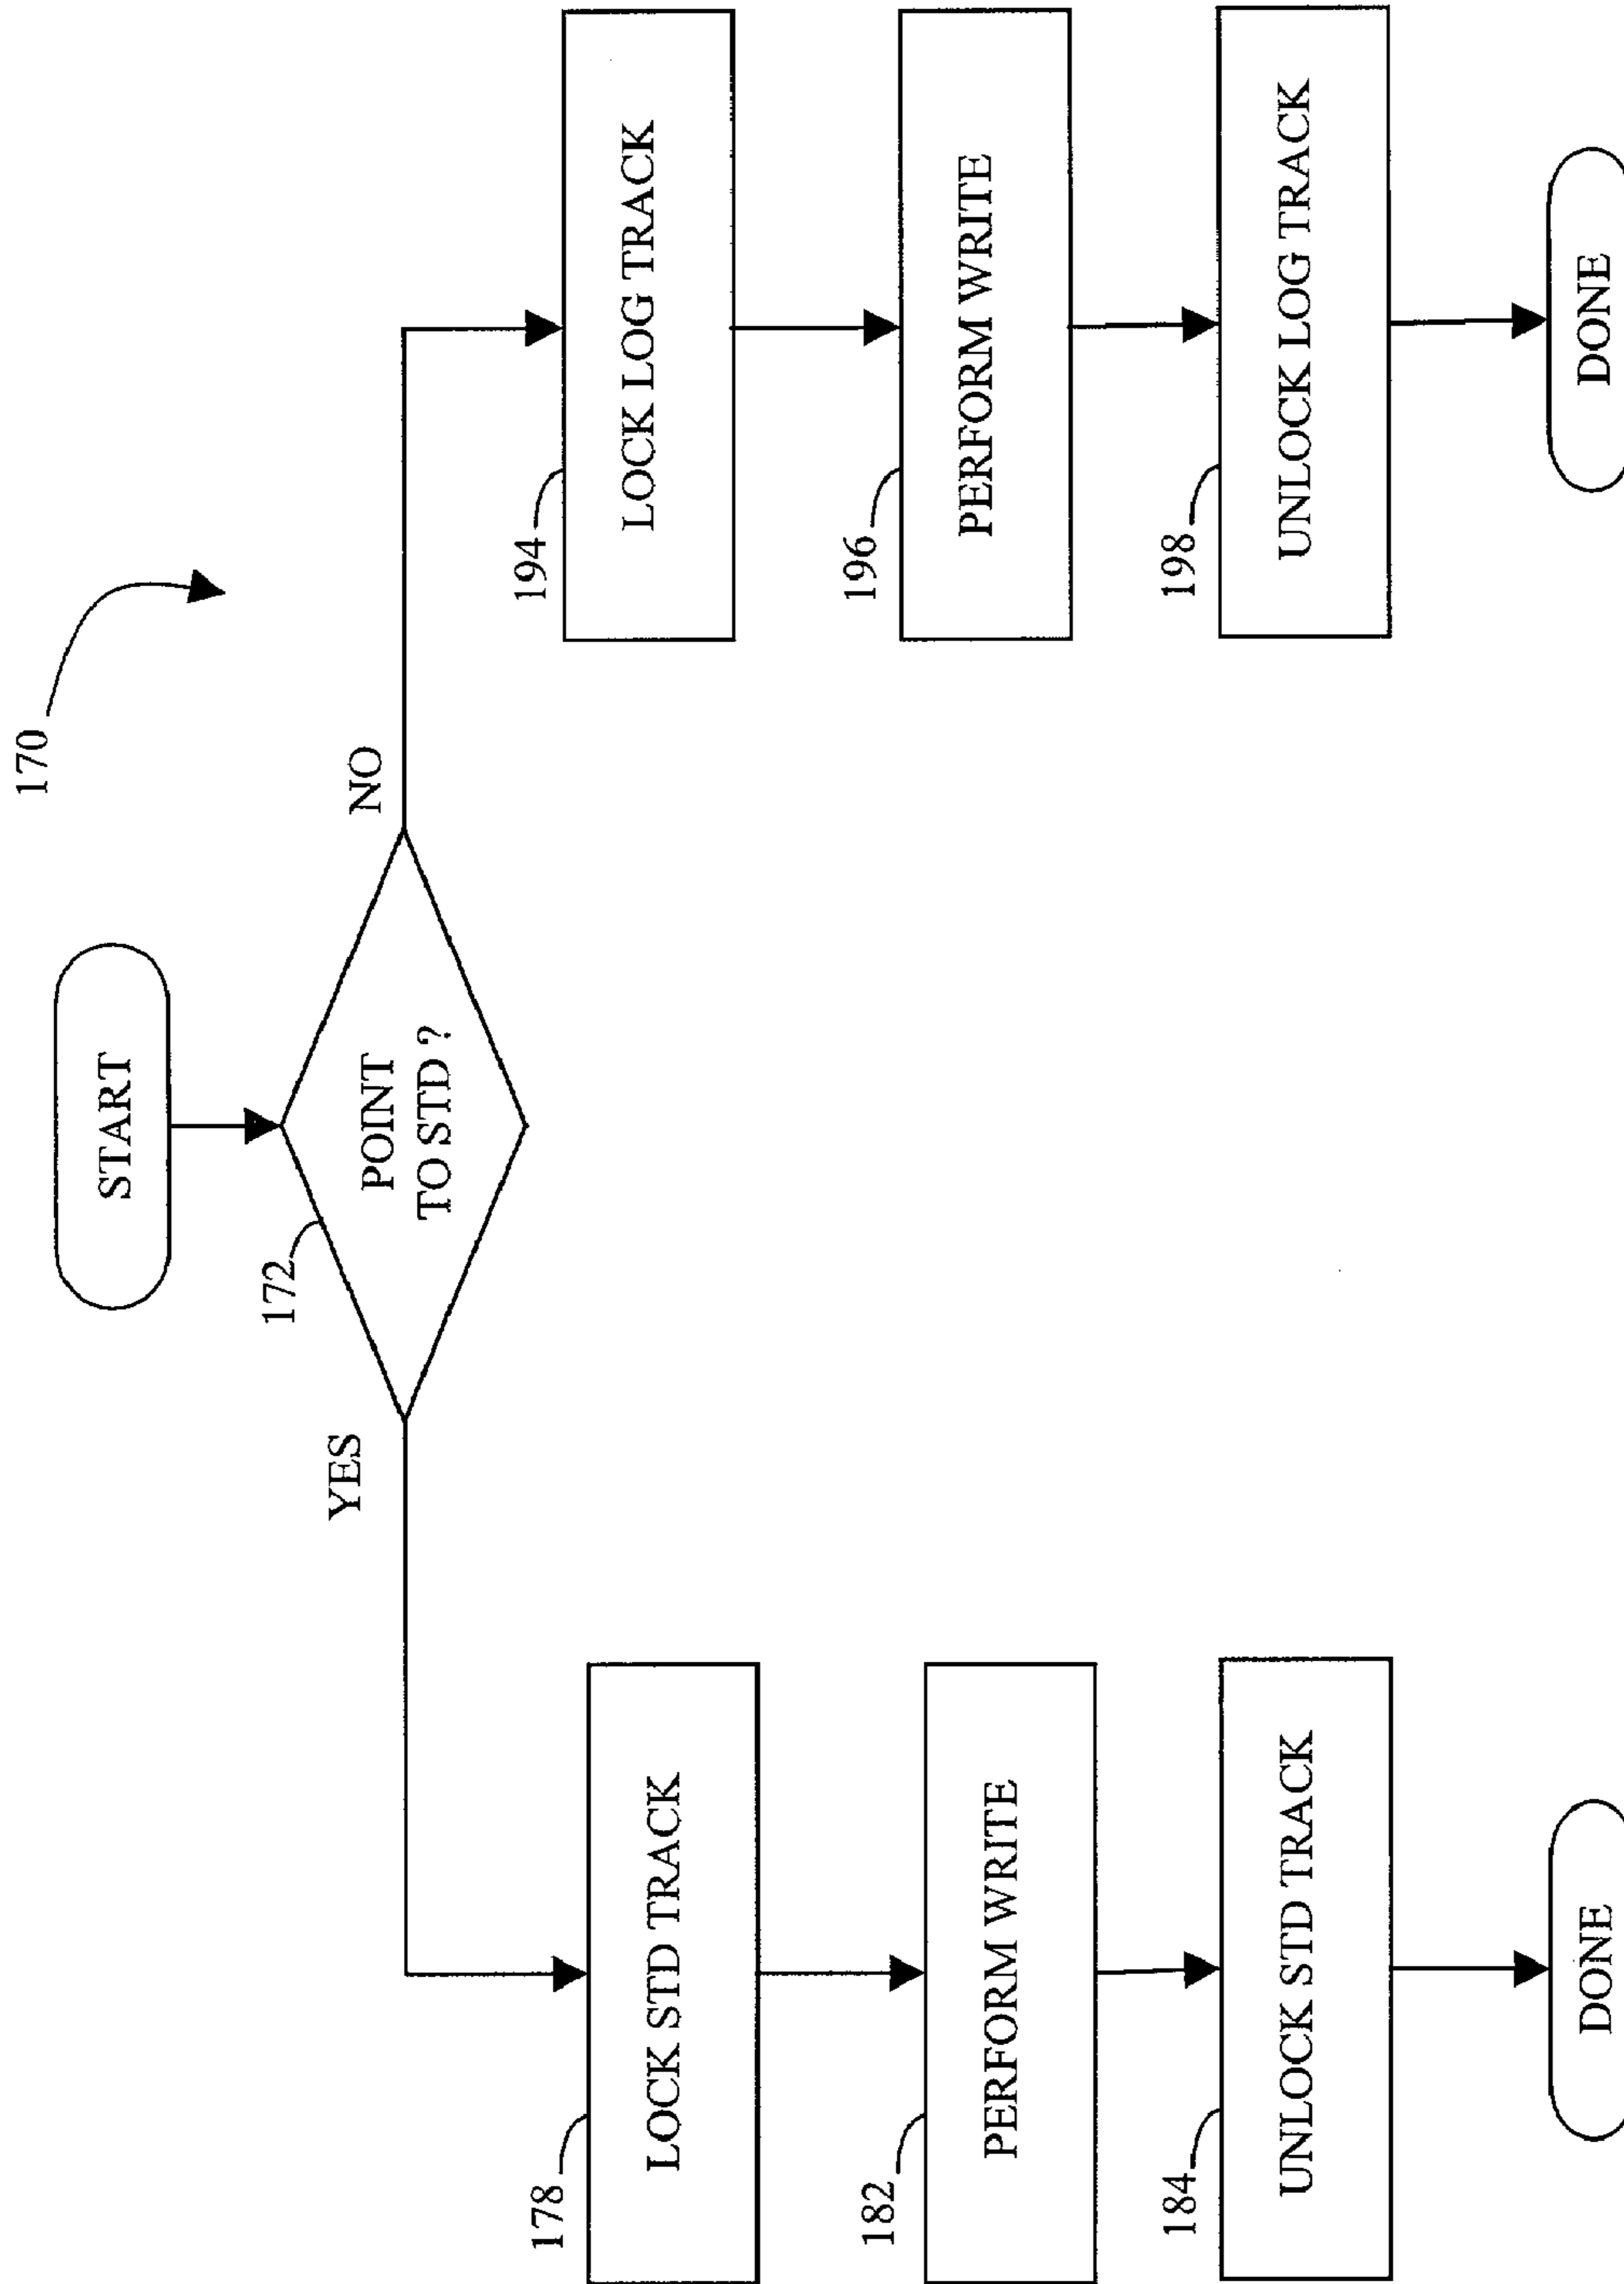 170
START
172
POINT
TO STD ?
YES
NO
178
LOCK STD TRACK
182
PERFORM WRITE
184
UNLOCK STD TRACK
DONE
194
LOCK LOG TRACK
196
PERFORM WRITE
198
UNLOCK LOG TRACK
DONE